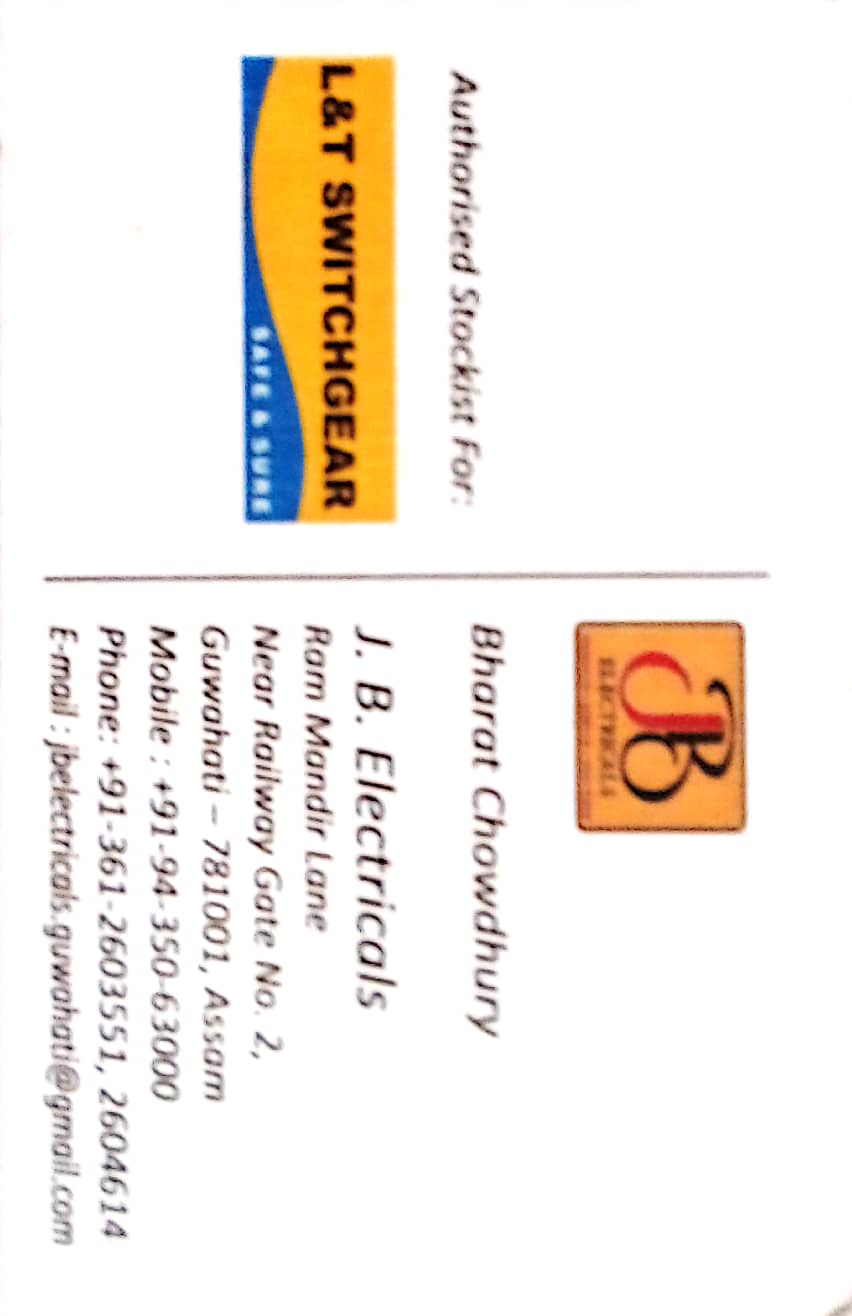 Authorised Stockist For:
L&T SWITCHGEAR
SAFE & SURE
JB
ELECTRICALS
Bharat Chowdhury
J. B. Electricals
Ram Mandir Lane
Near Railway Gate No. 2,
Guwahati – 781001, Assam
Mobile : +91-94-350-63000
Phone: +91-361-2603551, 2604614
E-mail : jbelectricals.guwahati@gmail.com